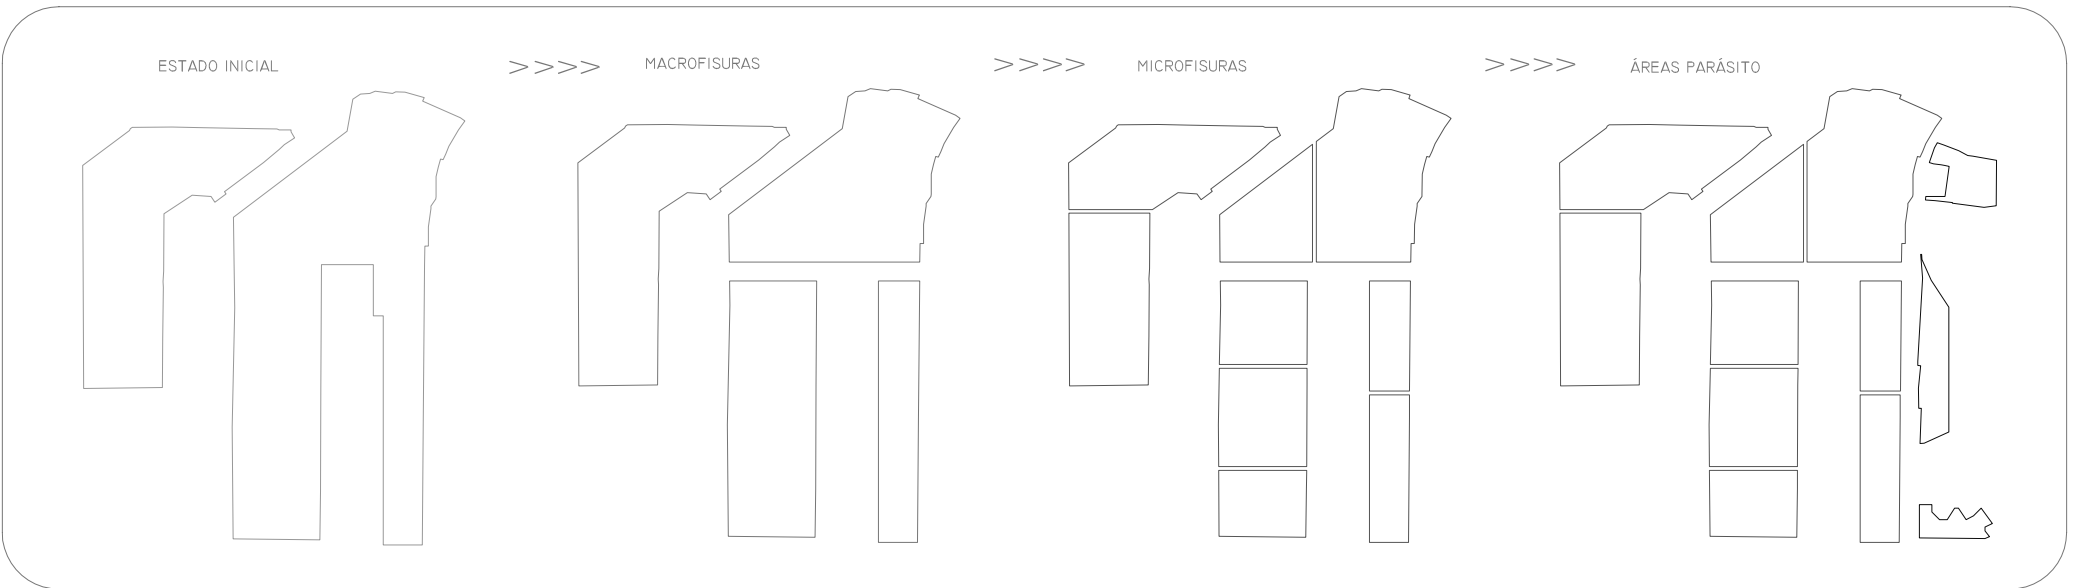 ESTADO INICIAL >>>> MACROFISURAS >>>> MICROFISURAS >>>> ÁREAS PARÁSITO